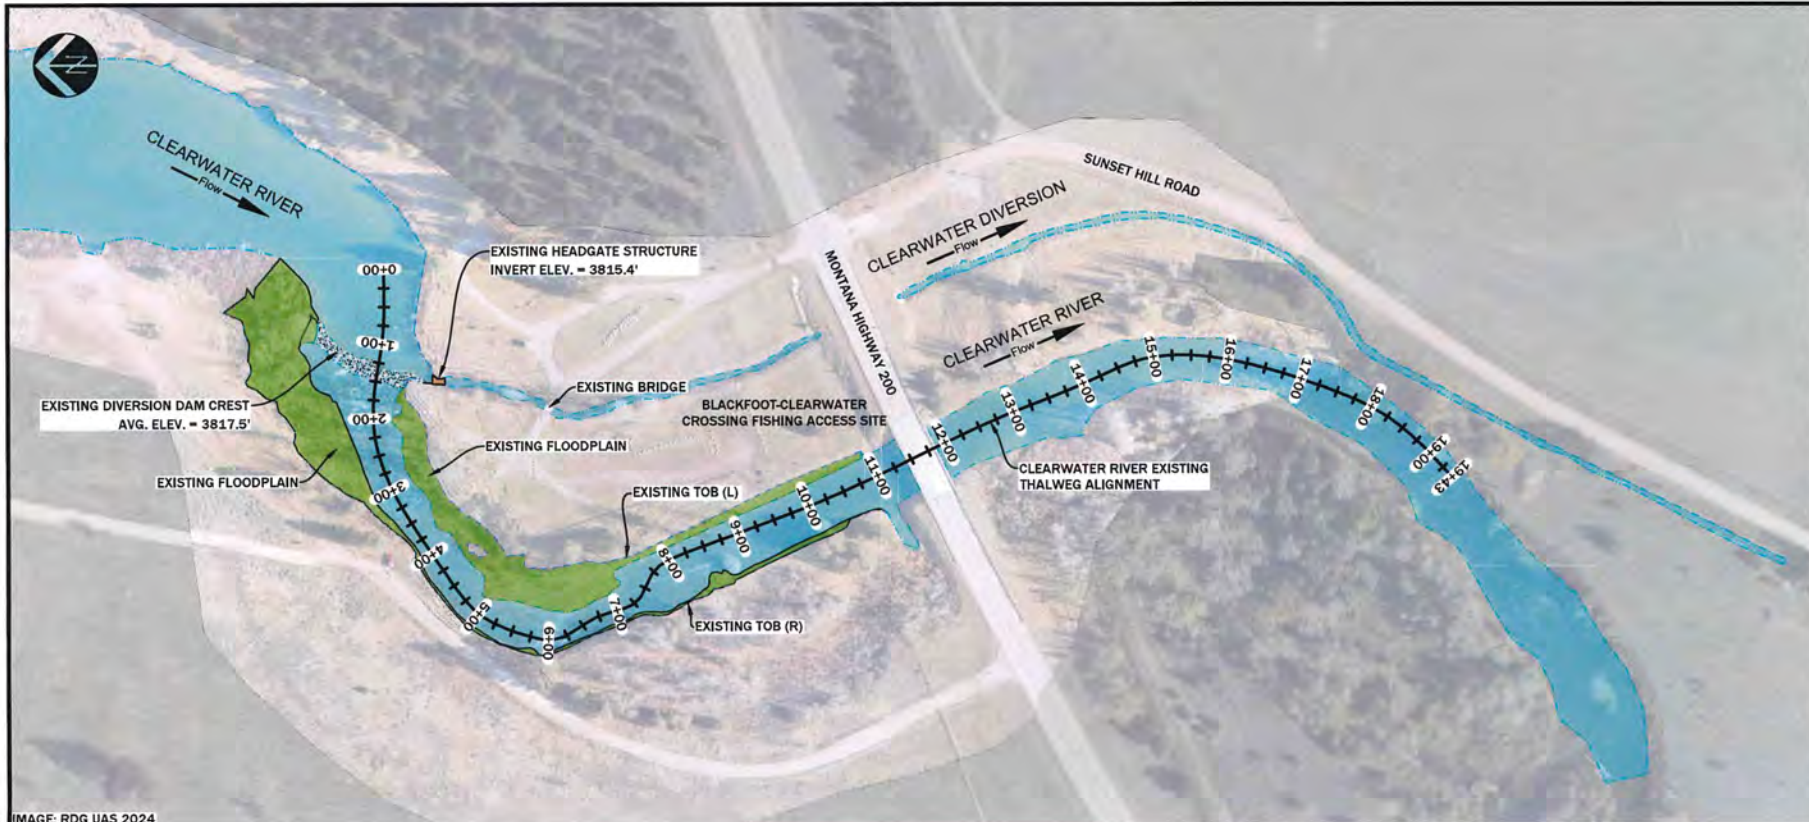 N
CLEARWATER RIVER
Flow
EXISTING HEADGATE STRUCTURE
INVERT ELEV. = 3815.4'
EXISTING DIVERSION DAM CREST
AVG. ELEV. = 3817.5'
EXISTING BRIDGE
EXISTING FLOODPLAIN
EXISTING FLOODPLAIN
BLACKFOOT-CLEARWATER
CROSSING FISHING ACCESS SITE
EXISTING TOB (L)
EXISTING TOB (R)
MONTANA HIGHWAY 200
SUNSET HILL ROAD
CLEARWATER DIVERSION
Flow
CLEARWATER RIVER
Flow
CLEARWATER RIVER EXISTING
THALWEG ALIGNMENT
0+00
1+00
2+00
3+00
4+00
5+00
6+00
7+00
8+00
9+00
10+00
11+00
12+00
13+00
14+00
15+00
16+00
17+00
18+00
19+00
19+43
IMAGE: RDG UAS 2024